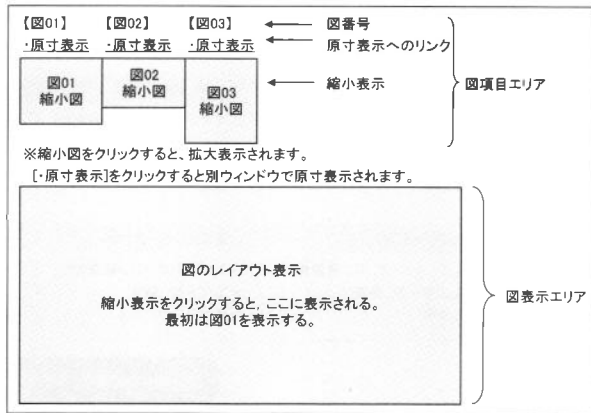 【図01】 【図02】 【図03】 図番号
・原寸表示 ・原寸表示 ・原寸表示 原寸表示へのリンク
図01
縮小図
図02
縮小図
図03
縮小図
縮小表示
図項目エリア
※縮小図をクリックすると、拡大表示されます。
[・原寸表示]をクリックすると別ウィンドウで原寸表示されます。
図のレイアウト表示
縮小表示をクリックすると，ここに表示される。
最初は図01を表示する。
図表示エリア